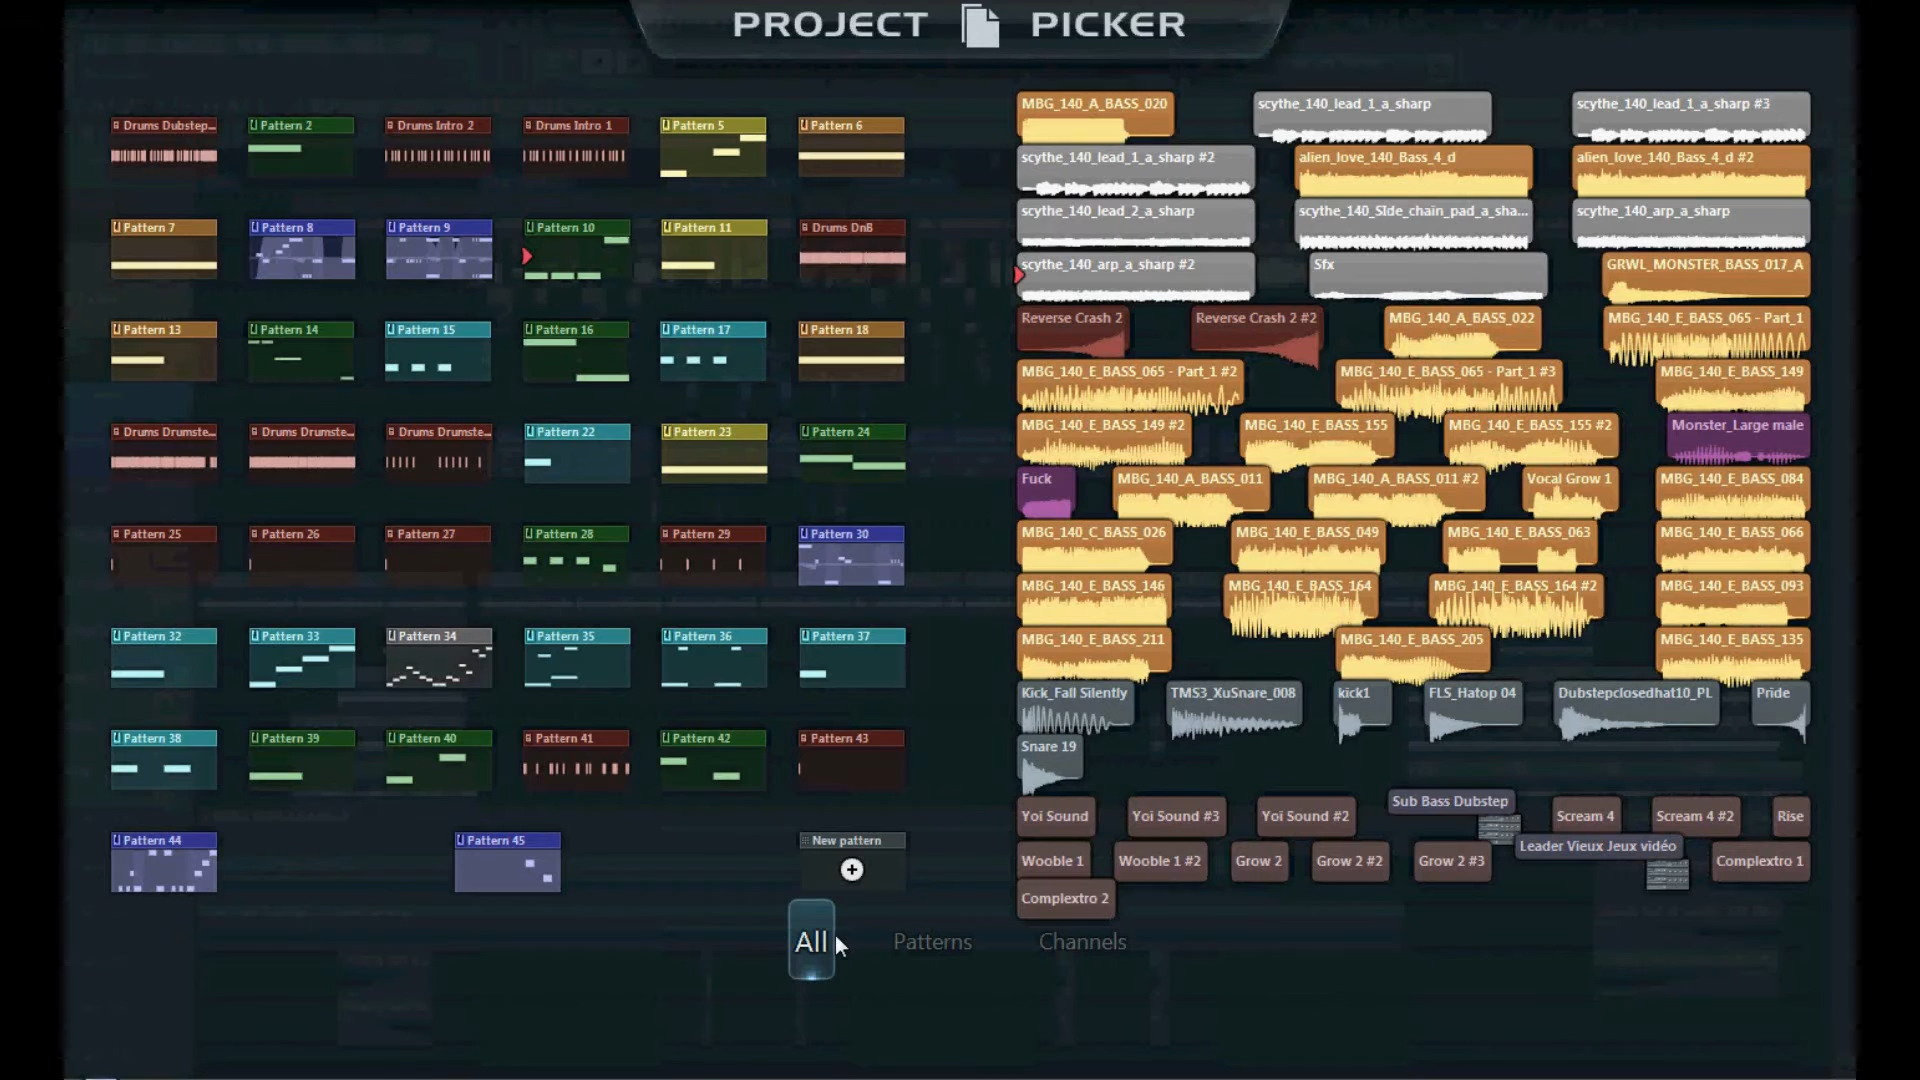 PROJECT PICKER
Drums Dubstep... Pattern 2 Drums Intro 2 Drums Intro 1 Pattern 5 Pattern 6
Pattern 7 Pattern 8 Pattern 9 Pattern 10 Pattern 11 Drums DnB
Pattern 13 Pattern 14 Pattern 15 Pattern 16 Pattern 17 Pattern 18
Drums Drumste... Drums Drumste... Drums Drumste... Pattern 22 Pattern 23 Pattern 24
Pattern 25 Pattern 26 Pattern 27 Pattern 28 Pattern 29 Pattern 30
Pattern 32 Pattern 33 Pattern 34 Pattern 35 Pattern 36 Pattern 37
Pattern 38 Pattern 39 Pattern 40 Pattern 41 Pattern 42 Pattern 43
Pattern 44 Pattern 45 New pattern
MBG_140_A_BASS_020 scythe_140_lead_1_a_sharp scythe_140_lead_1_a_sharp #3
scythe_140_lead_1_a_sharp #2 alien_love_140_Bass_4_d alien_love_140_Bass_4_d #2
scythe_140_lead_2_a_sharp scythe_140_SIde_chain_pad_a_sha... scythe_140_arp_a_sharp
scythe_140_arp_a_sharp #2 Sfx GRWL_MONSTER_BASS_017_A
Reverse Crash 2 Reverse Crash 2 #2 MBG_140_A_BASS_022 MBG_140_E_BASS_065 - Part_1
MBG_140_E_BASS_065 - Part_1 #2 MBG_140_E_BASS_065 - Part_1 #3 MBG_140_E_BASS_149
MBG_140_E_BASS_149 #2 MBG_140_E_BASS_155 MBG_140_E_BASS_155 #2 Monster_Large male
Fuck MBG_140_A_BASS_011 MBG_140_A_BASS_011 #2 Vocal Grow 1 MBG_140_E_BASS_084
MBG_140_C_BASS_026 MBG_140_E_BASS_049 MBG_140_E_BASS_063 MBG_140_E_BASS_066
MBG_140_E_BASS_146 MBG_140_E_BASS_164 MBG_140_E_BASS_164 #2 MBG_140_E_BASS_093
MBG_140_E_BASS_211 MBG_140_E_BASS_205 MBG_140_E_BASS_135
Kick_Fall Silently TMS3_XuSnare_008 kick1 FLS_Hatop 04 Dubstepclosedhat10_PL Pride
Snare 19
Yoi Sound Yoi Sound #3 Yoi Sound #2 Sub Bass Dubstep Scream 4 Scream 4 #2 Rise
Wooble 1 Wooble 1 #2 Grow 2 Grow 2 #2 Grow 2 #3 Leader Vieux Jeux vidéo Complextro 1
Complextro 2
All Patterns Channels